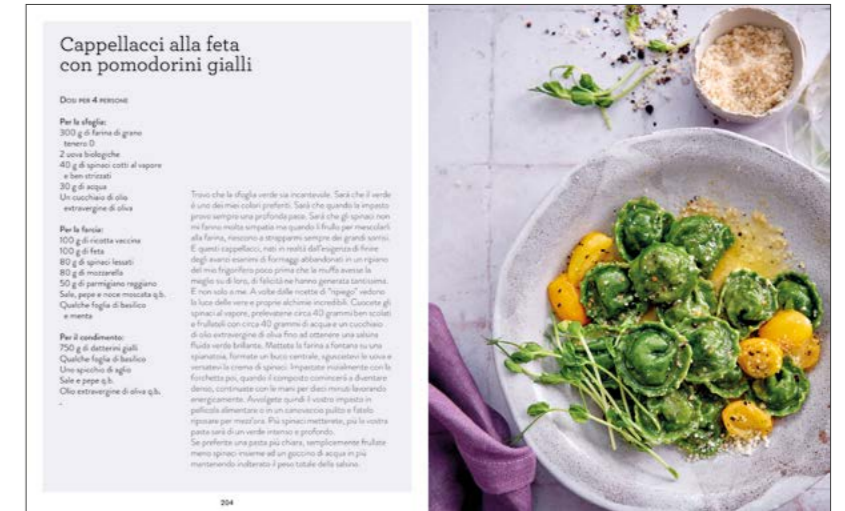 Cappellacci alla feta
con pomodorini gialli
Dosi per 4 persone
Per la sfoglia:
300 g di farina di grano
tenero 0
2 uova biologiche
40 g di spinaci cotti al vapore
e ben strizzati
30 g di acqua
Un cucchiaio di olio
extravergine di oliva
Per la farcia:
100 g di ricotta vaccina
100 g di feta
80 g di spinaci lessati
80 g di mozzarella
50 g di parmigiano reggiano
Sale, pepe e noce moscata q.b.
Qualche foglia di basilico
e menta
Per il condimento:
750 g di datterini gialli
Qualche foglia di basilico
Uno spicchio di aglio
Sale e pepe q.b.
Olio extravergine di oliva q.b.
Trovo che la sfoglia verde sia incantevole. Sarà che il verde
è uno dei miei colori preferiti. Sarà che quando la impasto
provo sempre una profonda pace. Sarà che gli spinaci non
mi fanno molta simpatia ma quando li frullo per mescolarli
alla farina, riescono a strapparmi sempre dei grandi sorrisi.
E questi cappellacci, nati in realtà dall'esigenza di finire
degli avanzi esanimi di formaggi abbandonati in un ripiano
del mio frigorifero poco prima che la muffa avesse la
meglio su di loro, di felicità ne hanno generata tantissima.
E non solo a me. A volte dalle ricette di "ripiego" vedono
la luce delle vere e proprie alchimie incredibili. Cuocete gli
spinaci al vapore, prelevatene circa 40 grammi ben scolati
e frullateli con circa 40 grammi di acqua e un cucchiaio
di olio extravergine di oliva fino ad ottenere una salsina
fluida verde brillante. Mettete la farina a fontana su una
spianatoia, formate un buco centrale, sgusciatevi le uova e
versatevi la crema di spinaci. Impastate inizialmente con la
forchetta poi, quando il composto comincerà a diventare
denso, continuate con le mani per dieci minuti lavorando
energicamente. Avvolgete quindi il vostro impasto in
pellicola alimentare o in un canovaccio pulito e fatelo
riposare per mezz'ora. Più spinaci metterete, più la vostra
pasta sarà di un verde intenso e profondo.
Se preferite una pasta più chiara, semplicemente frullate
meno spinaci insieme ad un goccino di acqua in più
mantenendo inalterato il peso totale della salsina.
204